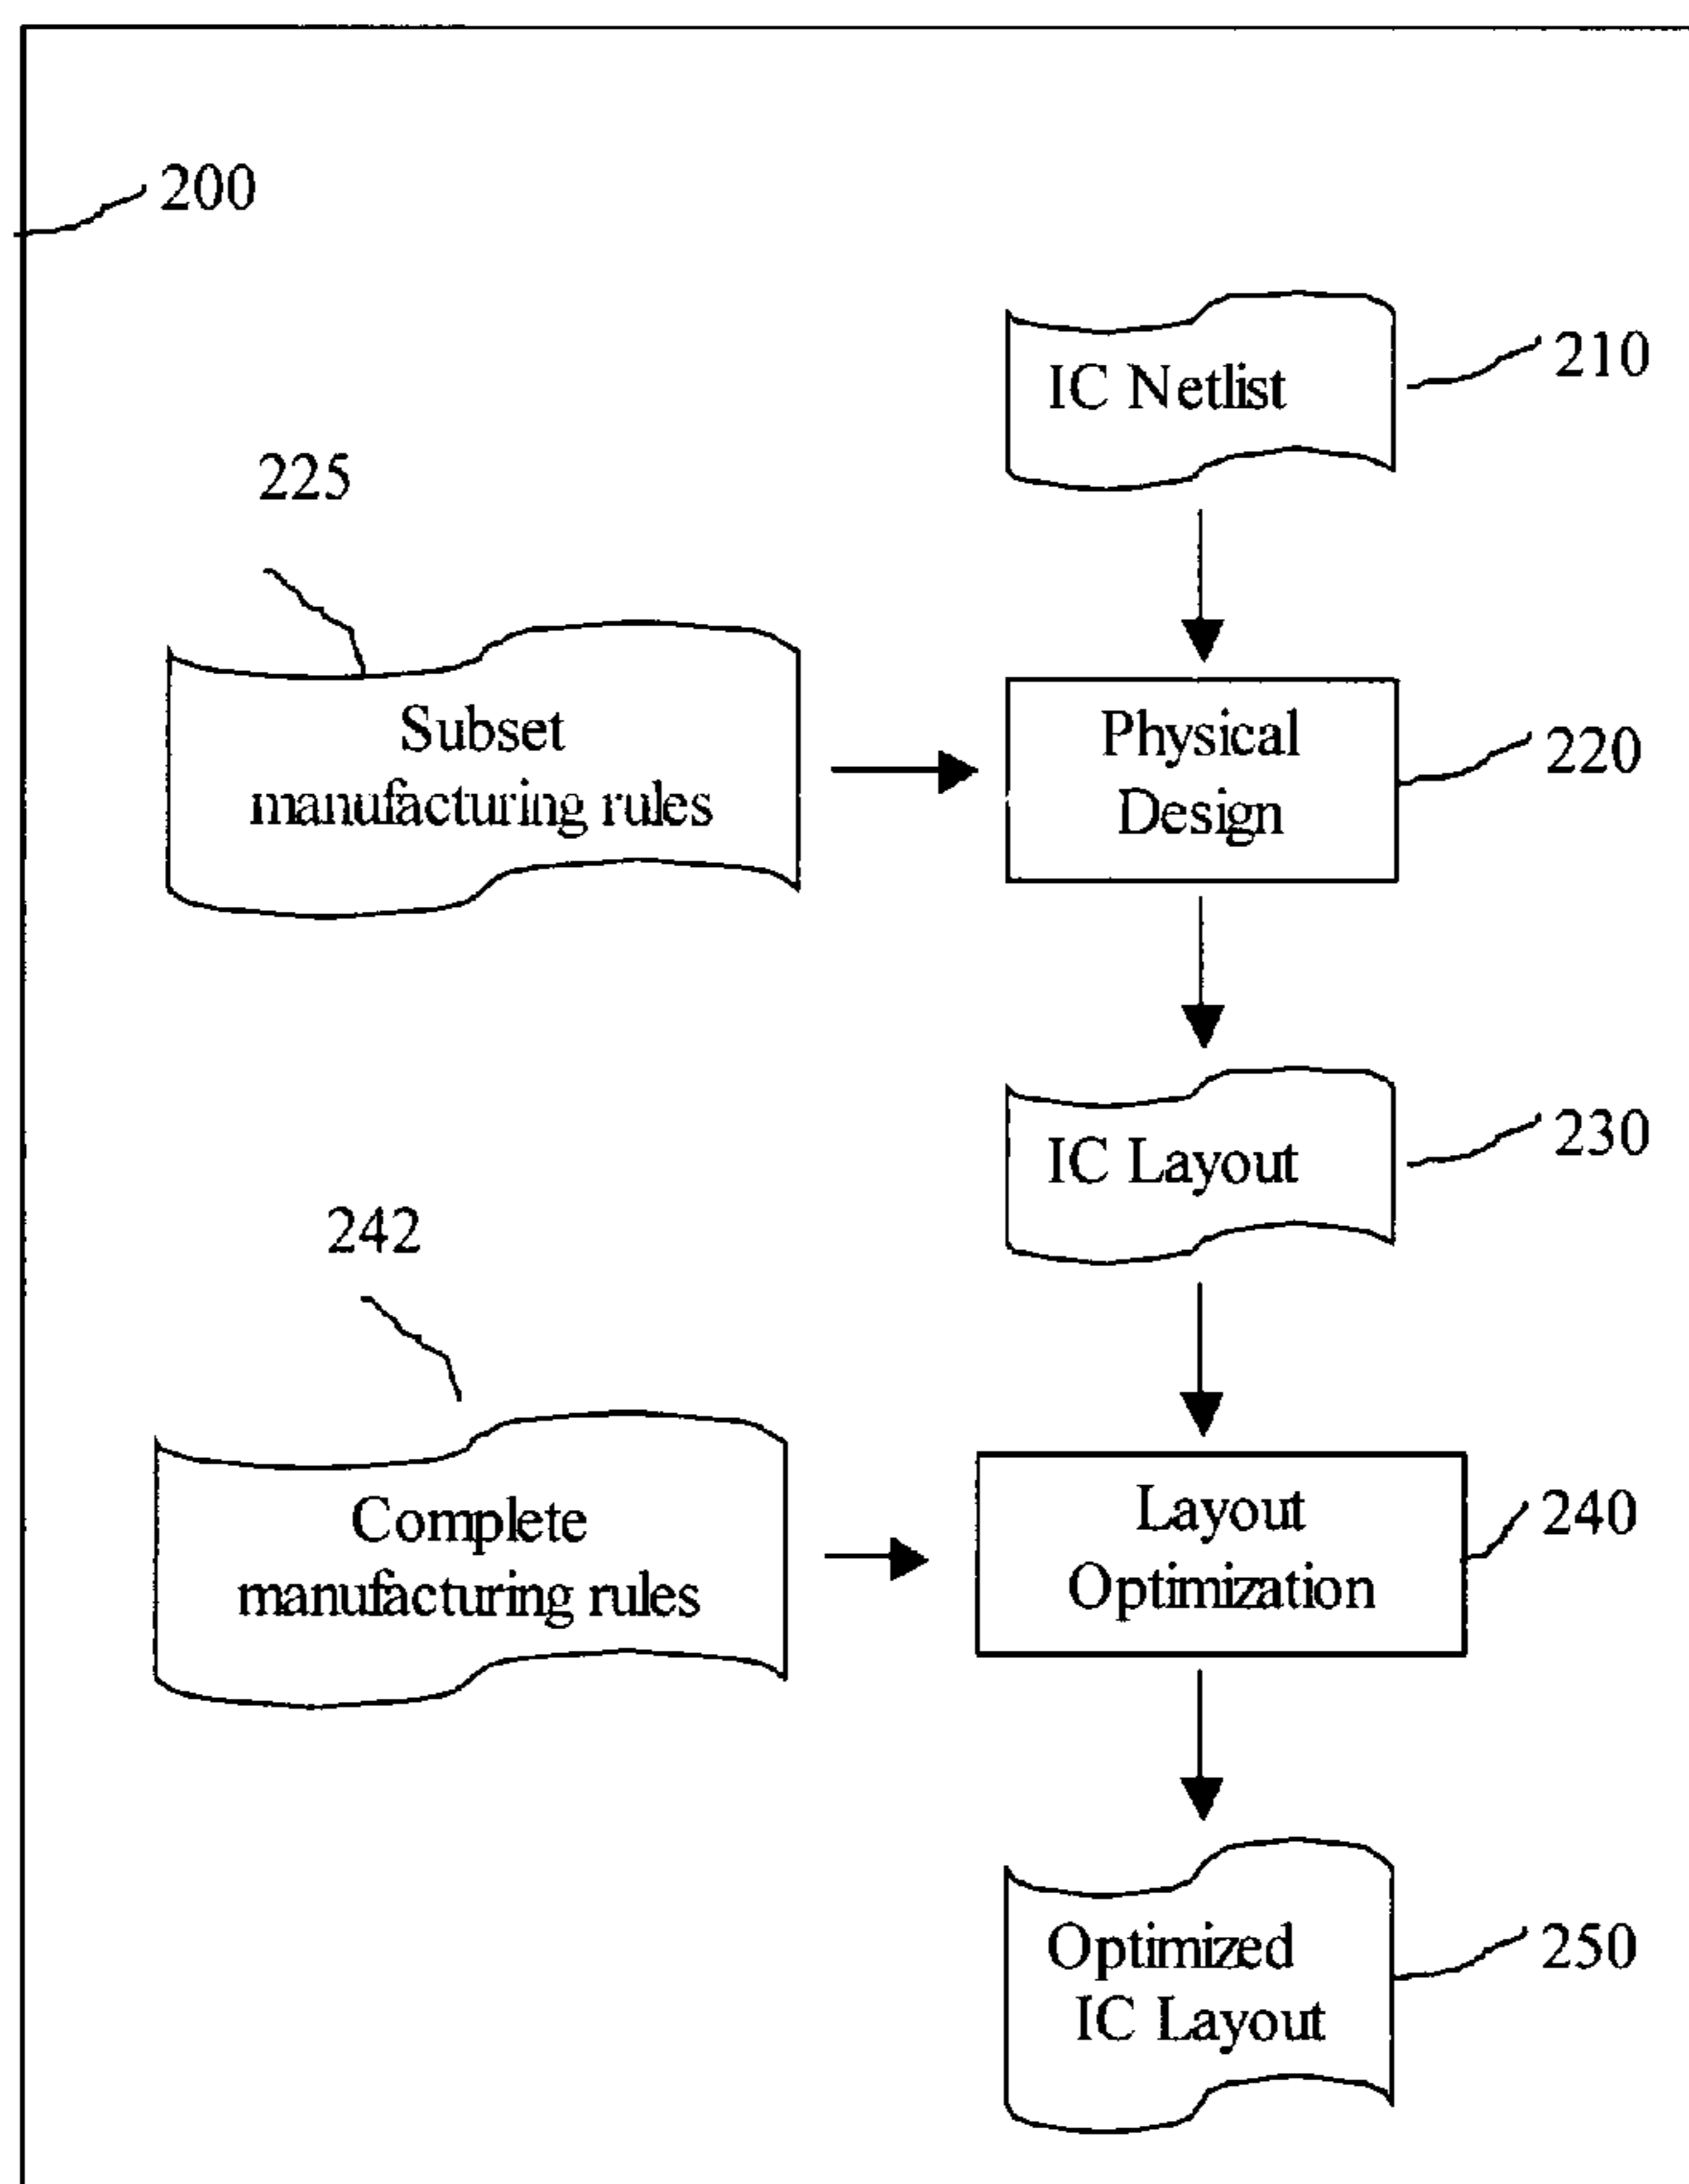 200
210
IC Netlist
225
Subset
manufacturing rules
Physical
Design
220
IC Layout
230
242
Complete
manufacturing rules
Layout
Optimization
240
Optimized
IC Layout
250